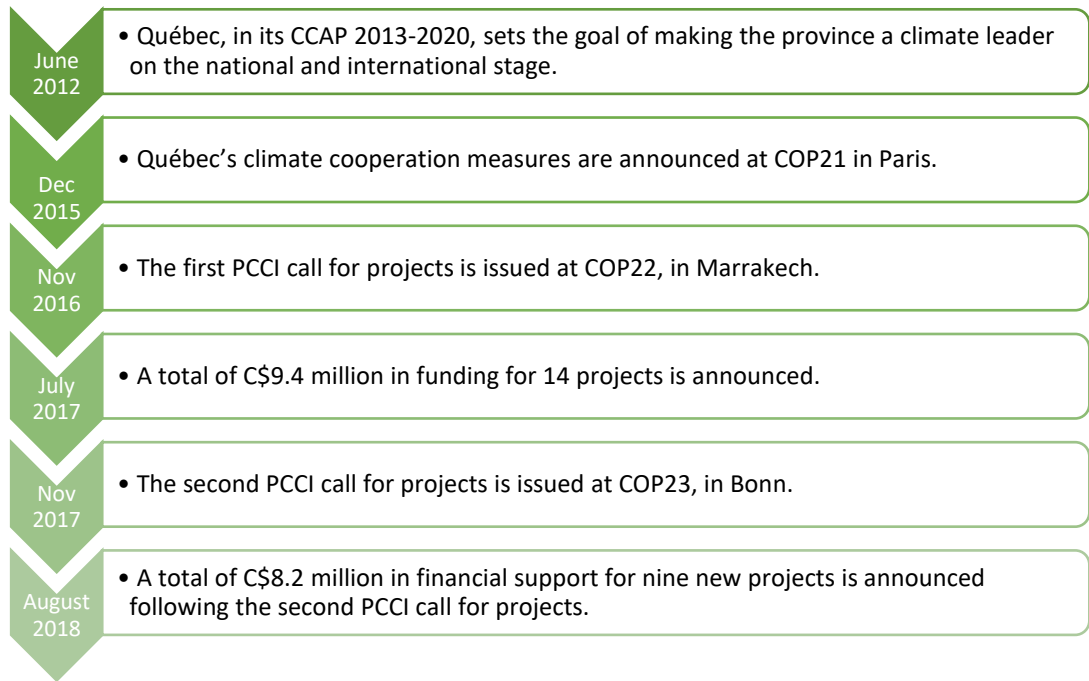 June
2012
• Québec, in its CCAP 2013-2020, sets the goal of making the province a climate leader
on the national and international stage.
Dec
2015
• Québec’s climate cooperation measures are announced at COP21 in Paris.
Nov
2016
• The first PCCI call for projects is issued at COP22, in Marrakech.
July
2017
• A total of C$9.4 million in funding for 14 projects is announced.
Nov
2017
• The second PCCI call for projects is issued at COP23, in Bonn.
August
2018
• A total of C$8.2 million in financial support for nine new projects is announced
following the second PCCI call for projects.